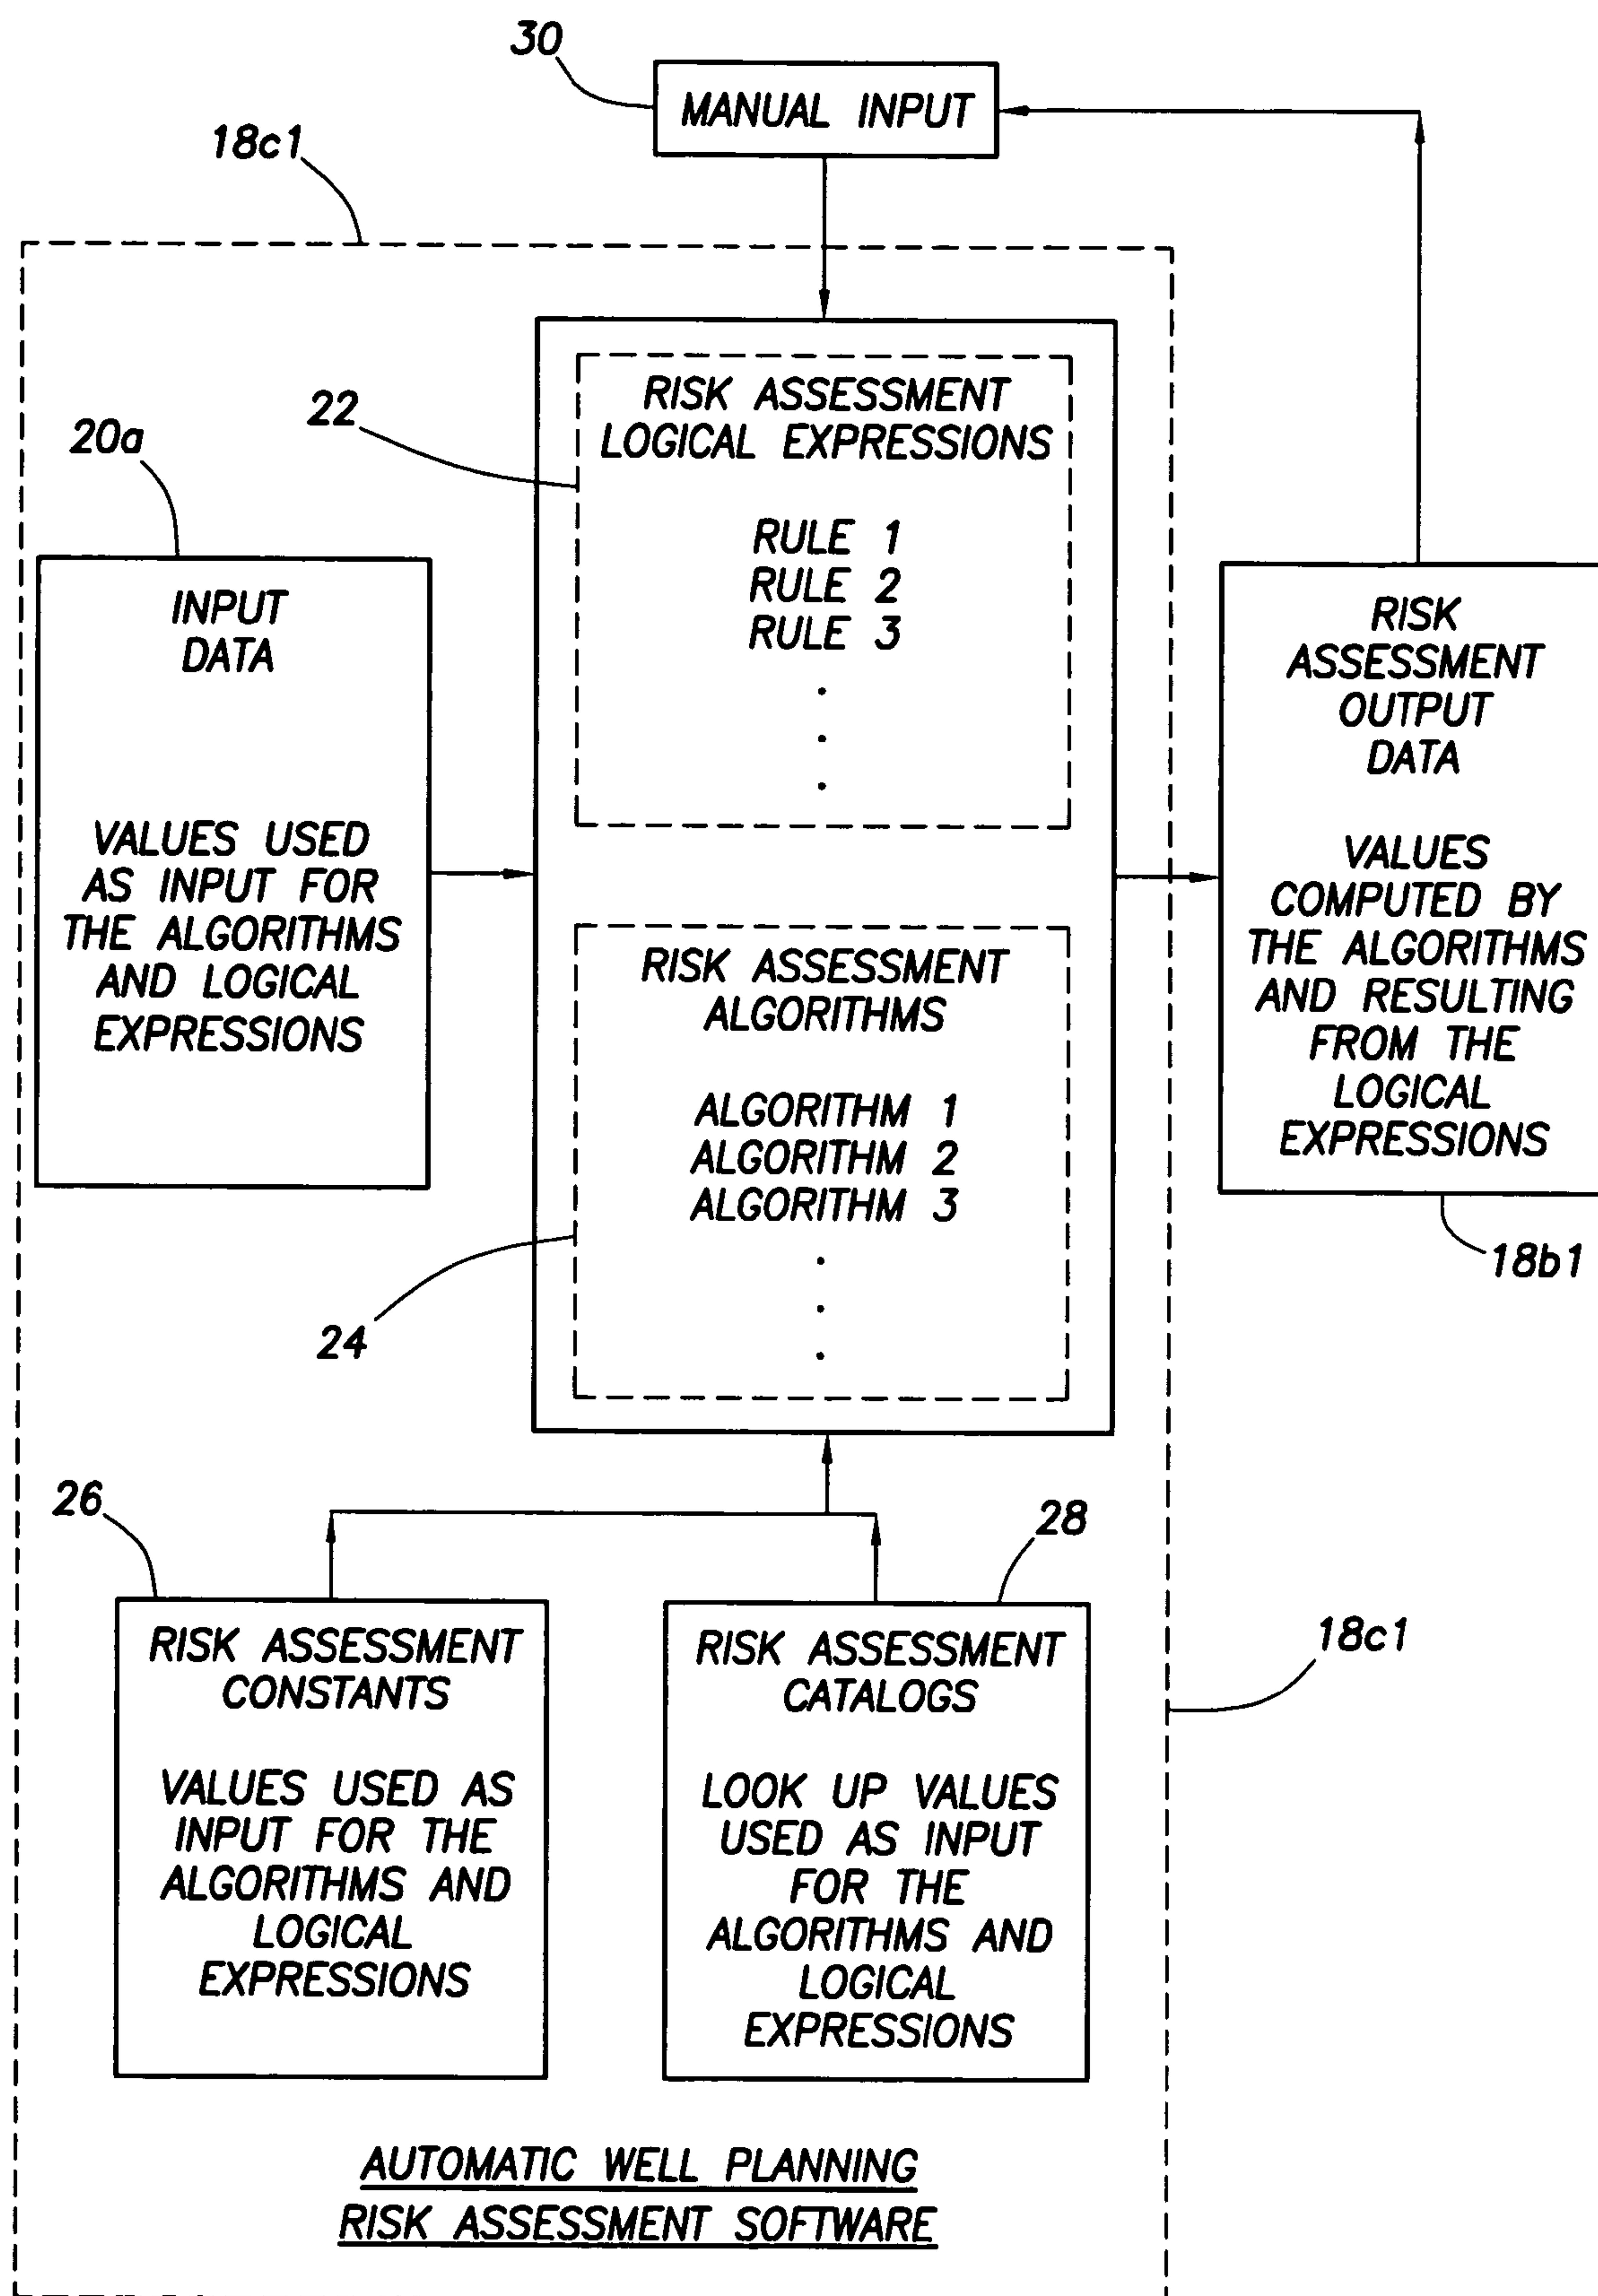 30
MANUAL INPUT
18c1
22
RISK ASSESSMENT
LOGICAL EXPRESSIONS
RULE 1
RULE 2
RULE 3
.
.
.
20a
INPUT
DATA
VALUES USED
AS INPUT FOR
THE ALGORITHMS
AND LOGICAL
EXPRESSIONS
RISK
ASSESSMENT
OUTPUT
DATA
VALUES
COMPUTED BY
THE ALGORITHMS
AND RESULTING
FROM THE
LOGICAL
EXPRESSIONS
18b1
RISK ASSESSMENT
ALGORITHMS
ALGORITHM 1
ALGORITHM 2
ALGORITHM 3
.
.
.
24
26
RISK ASSESSMENT
CONSTANTS
VALUES USED AS
INPUT FOR THE
ALGORITHMS AND
LOGICAL
EXPRESSIONS
28
RISK ASSESSMENT
CATALOGS
LOOK UP VALUES
USED AS INPUT
FOR THE
ALGORITHMS AND
LOGICAL
EXPRESSIONS
18c1
AUTOMATIC WELL PLANNING
RISK ASSESSMENT SOFTWARE